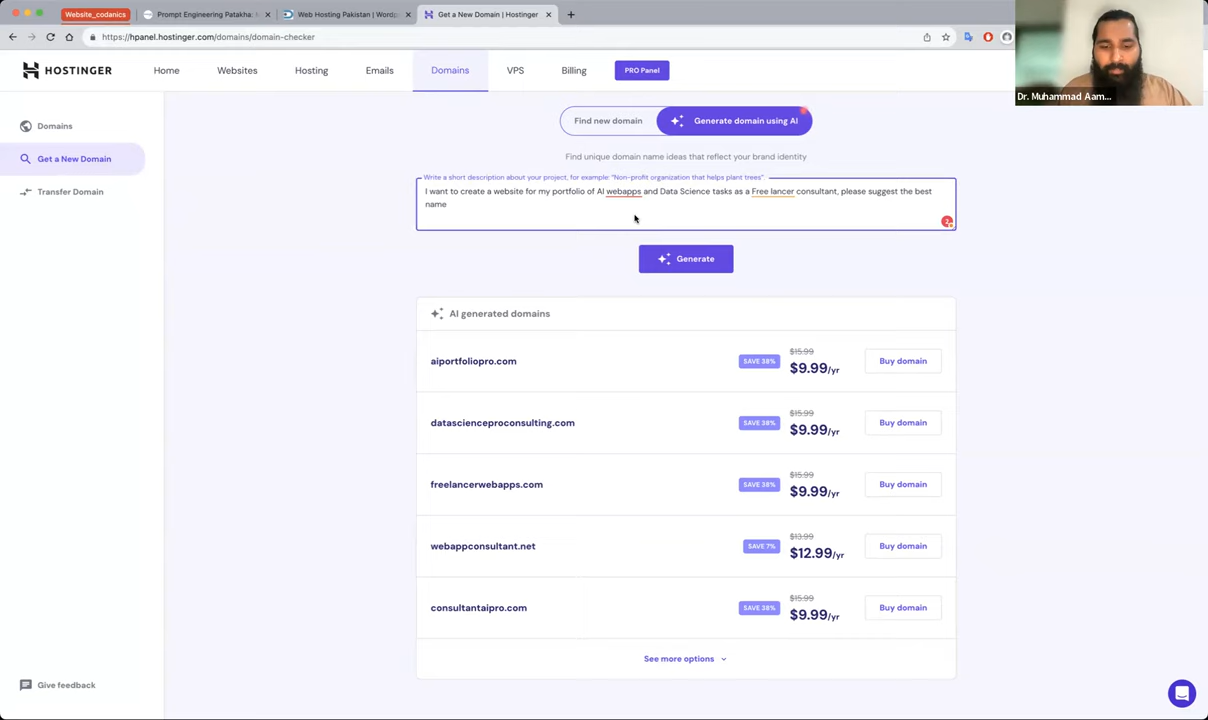 Website_codanics
Prompt Engineering Patakha:
Web Hosting Pakistan | Wordp
Get a New Domain | Hostinger
https://hpanel.hostinger.com/domains/domain-checker
HOSTINGER
Home
Websites
Hosting
Emails
Domains
VPS
Billing
PRO Panel
Dr. Muhammad Aam...
Domains
Get a New Domain
Transfer Domain
Find new domain
Generate domain using AI
Find unique domain name ideas that reflect your brand identity
Write a short description about your project, for example: "Non-profit organization that helps plant trees".
I want to create a website for my portfolio of AI webapps and Data Science tasks as a Free lancer consultant, please suggest the best
name
2
Generate
AI generated domains
aiportfoliopro.com
SAVE 38%
$15.99
$9.99/yr
Buy domain
datascienceproconsulting.com
SAVE 38%
$15.99
$9.99/yr
Buy domain
freelancerwebapps.com
SAVE 38%
$15.99
$9.99/yr
Buy domain
webappconsultant.net
SAVE 7%
$13.99
$12.99/yr
Buy domain
consultantaipro.com
SAVE 38%
$15.99
$9.99/yr
Buy domain
See more options
Give feedback